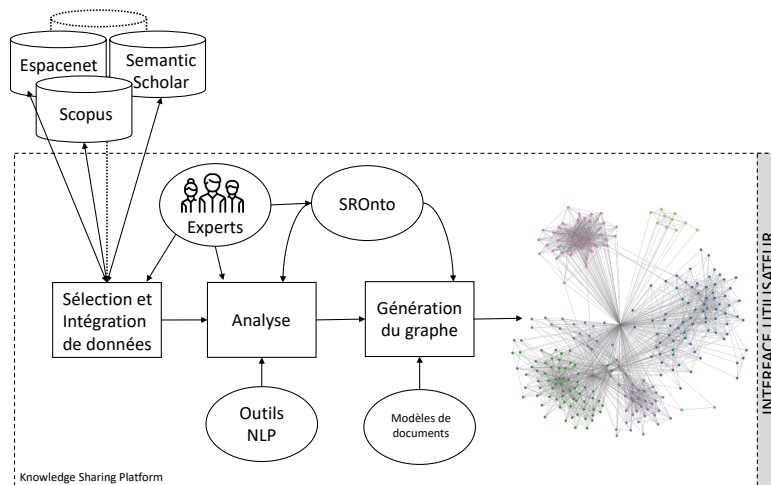 Espacenet
Semantic
Scholar
Scopus
Experts
SROnto
Sélection et
Intégration
de données
Analyse
Génération
du graphe
Outils
NLP
Modèles de
documents
Knowledge Sharing Platform
INTERFACE UTILISATEUR